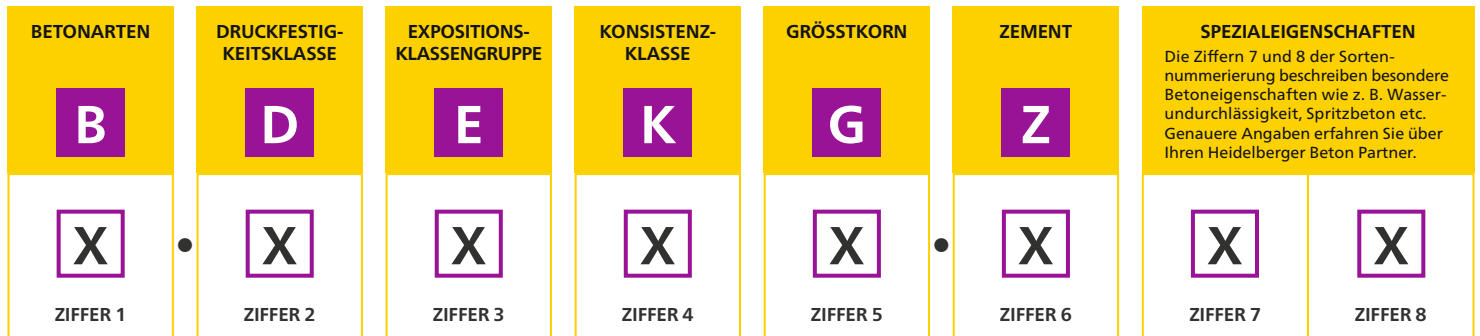 BETONARTEN
B
X
ZIFFER 1
•
DRUCKFESTIG-
KEITSKLASSE
D
X
ZIFFER 2
EXPOSITIONS-
KLASSENGRUPPE
E
X
ZIFFER 3
KONSISTENZ-
KLASSE
K
X
ZIFFER 4
GRÖSSTKORN
G
X
ZIFFER 5
•
ZEMENT
Z
X
ZIFFER 6
SPEZIALEIGENSCHAFTEN
Die Ziffern 7 und 8 der Sorten-
nummerierung beschreiben besondere
Betoneigenschaften wie z. B. Wasser-
undurchlässigkeit, Spritzbeton etc.
Genauere Angaben erfahren Sie über
Ihren Heidelberger Beton Partner.
X
ZIFFER 7
X
ZIFFER 8